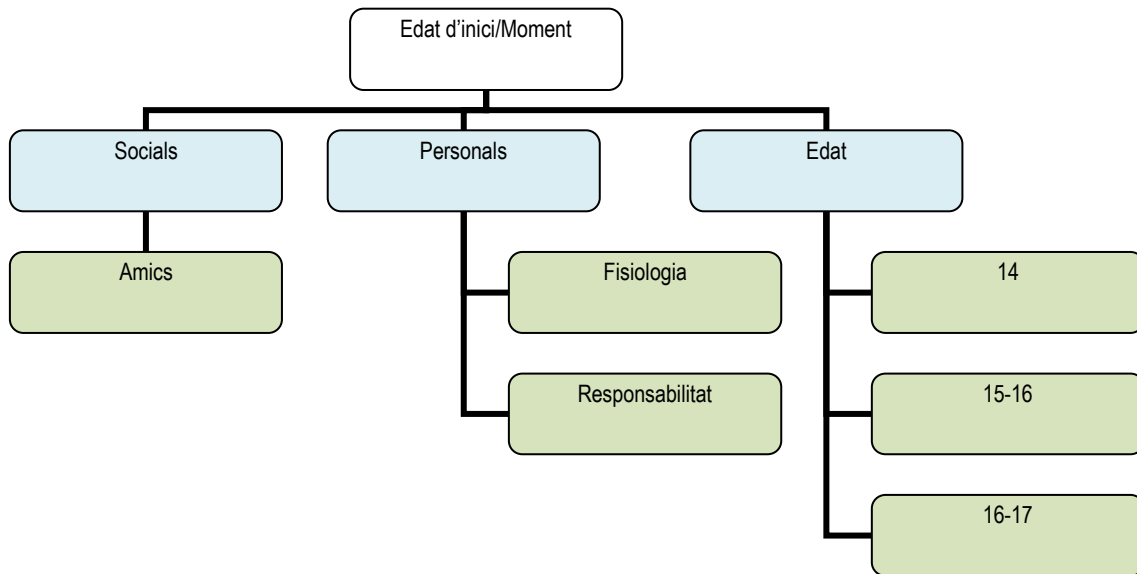 Edat d’inici/Moment
Socials
Personals
Edat
Amics
Fisiologia
14
Responsabilitat
15-16
16-17